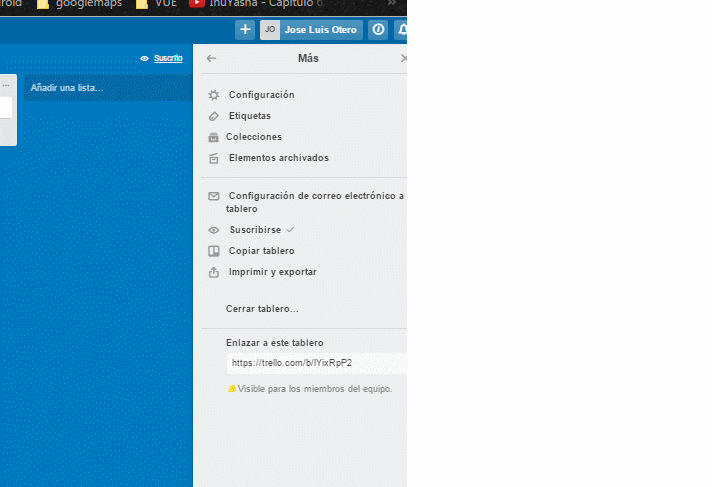 googlemaps VUE InuYasha - Capítulo 6 »
+ JO Jose Luis Otero
Suscrito
← Más
Añadir una lista...
Configuración
Etiquetas
Colecciones
Elementos archivados
Configuración de correo electrónico a
tablero
Suscribirse ✓
Copiar tablero
Imprimir y exportar
Cerrar tablero...
Enlazar a este tablero
https://trello.com/b/lYixRpP2
Visible para los miembros del equipo.